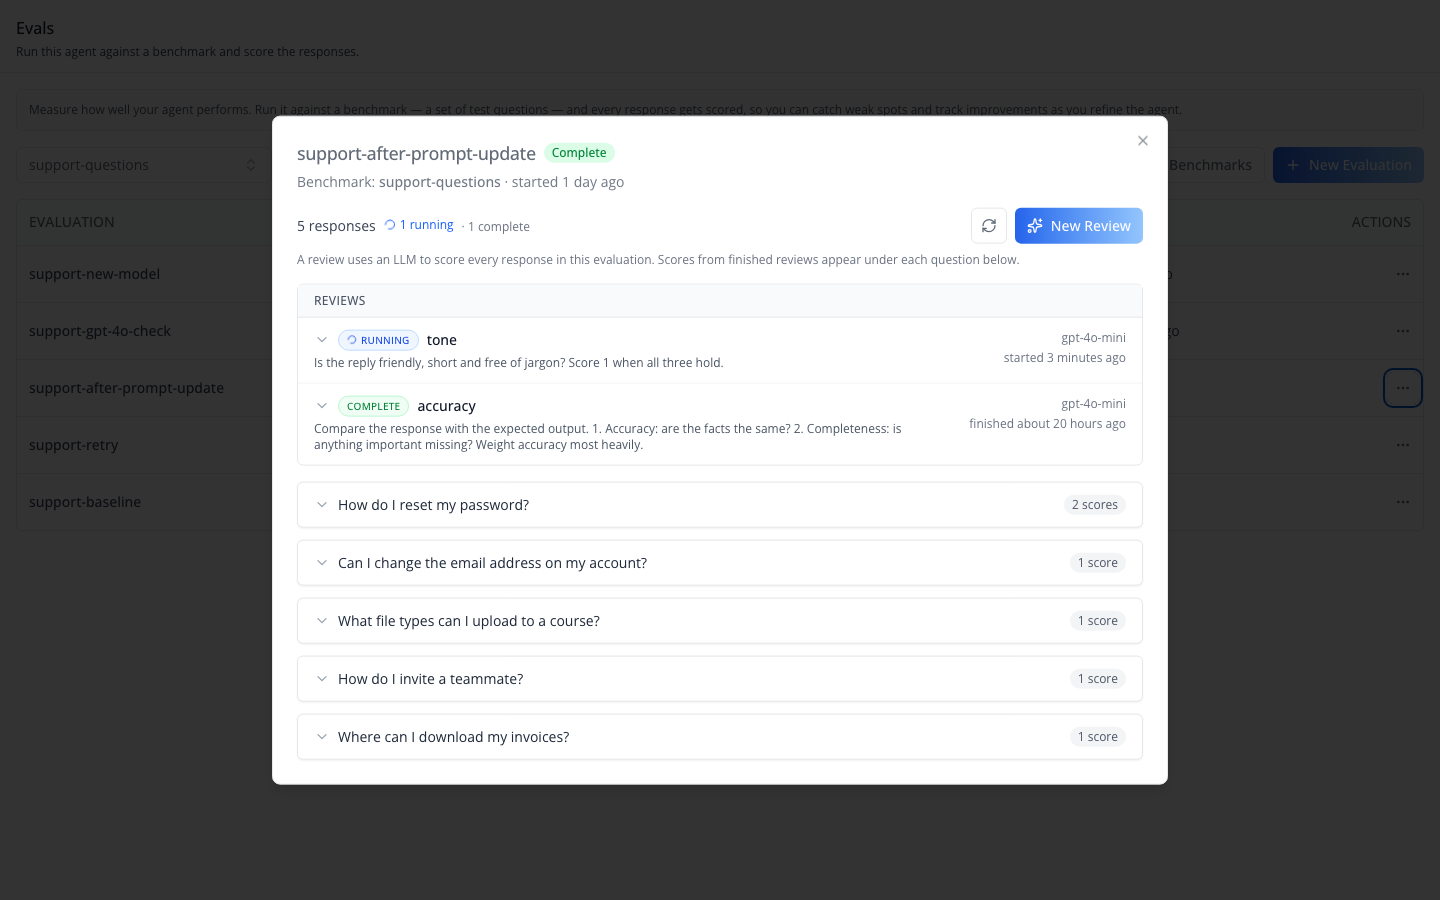 Evals
Run this agent against a benchmark and score the responses.
Measure how well your agent performs. Run it against a benchmark — a set of test questions — and every response gets scored, so you can catch weak spots and track improvements as you refine the agent.
support-questions
Benchmarks
New Evaluation
EVALUATION
ACTIONS
support-new-model
support-gpt-4o-check
support-after-prompt-update
support-retry
support-baseline
support-after-prompt-update Complete
Benchmark: support-questions · started 1 day ago
5 responses 1 running · 1 complete
New Review
A review uses an LLM to score every response in this evaluation. Scores from finished reviews appear under each question below.
REVIEWS
RUNNING tone
gpt-4o-mini
Is the reply friendly, short and free of jargon? Score 1 when all three hold.
started 3 minutes ago
COMPLETE accuracy
gpt-4o-mini
finished about 20 hours ago
Compare the response with the expected output. 1. Accuracy: are the facts the same? 2. Completeness: is
anything important missing? Weight accuracy most heavily.
How do I reset my password? 2 scores
Can I change the email address on my account? 1 score
What file types can I upload to a course? 1 score
How do I invite a teammate? 1 score
Where can I download my invoices? 1 score